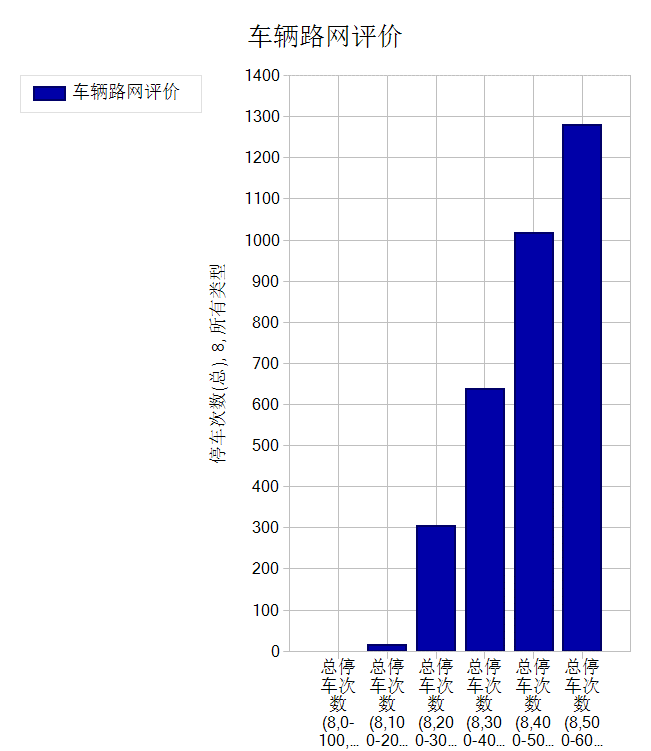 车辆路网评价
车辆路网评价
停车次数(总), 8, 所有类型
1400
1300
1200
1100
1000
900
800
700
600
500
400
300
200
100
0
总停
车次
数
(8,0-
100,...
总停
车次
数
(8,10
0-20...
总停
车次
数
(8,20
0-30...
总停
车次
数
(8,30
0-40...
总停
车次
数
(8,40
0-50...
总停
车次
数
(8,50
0-60...